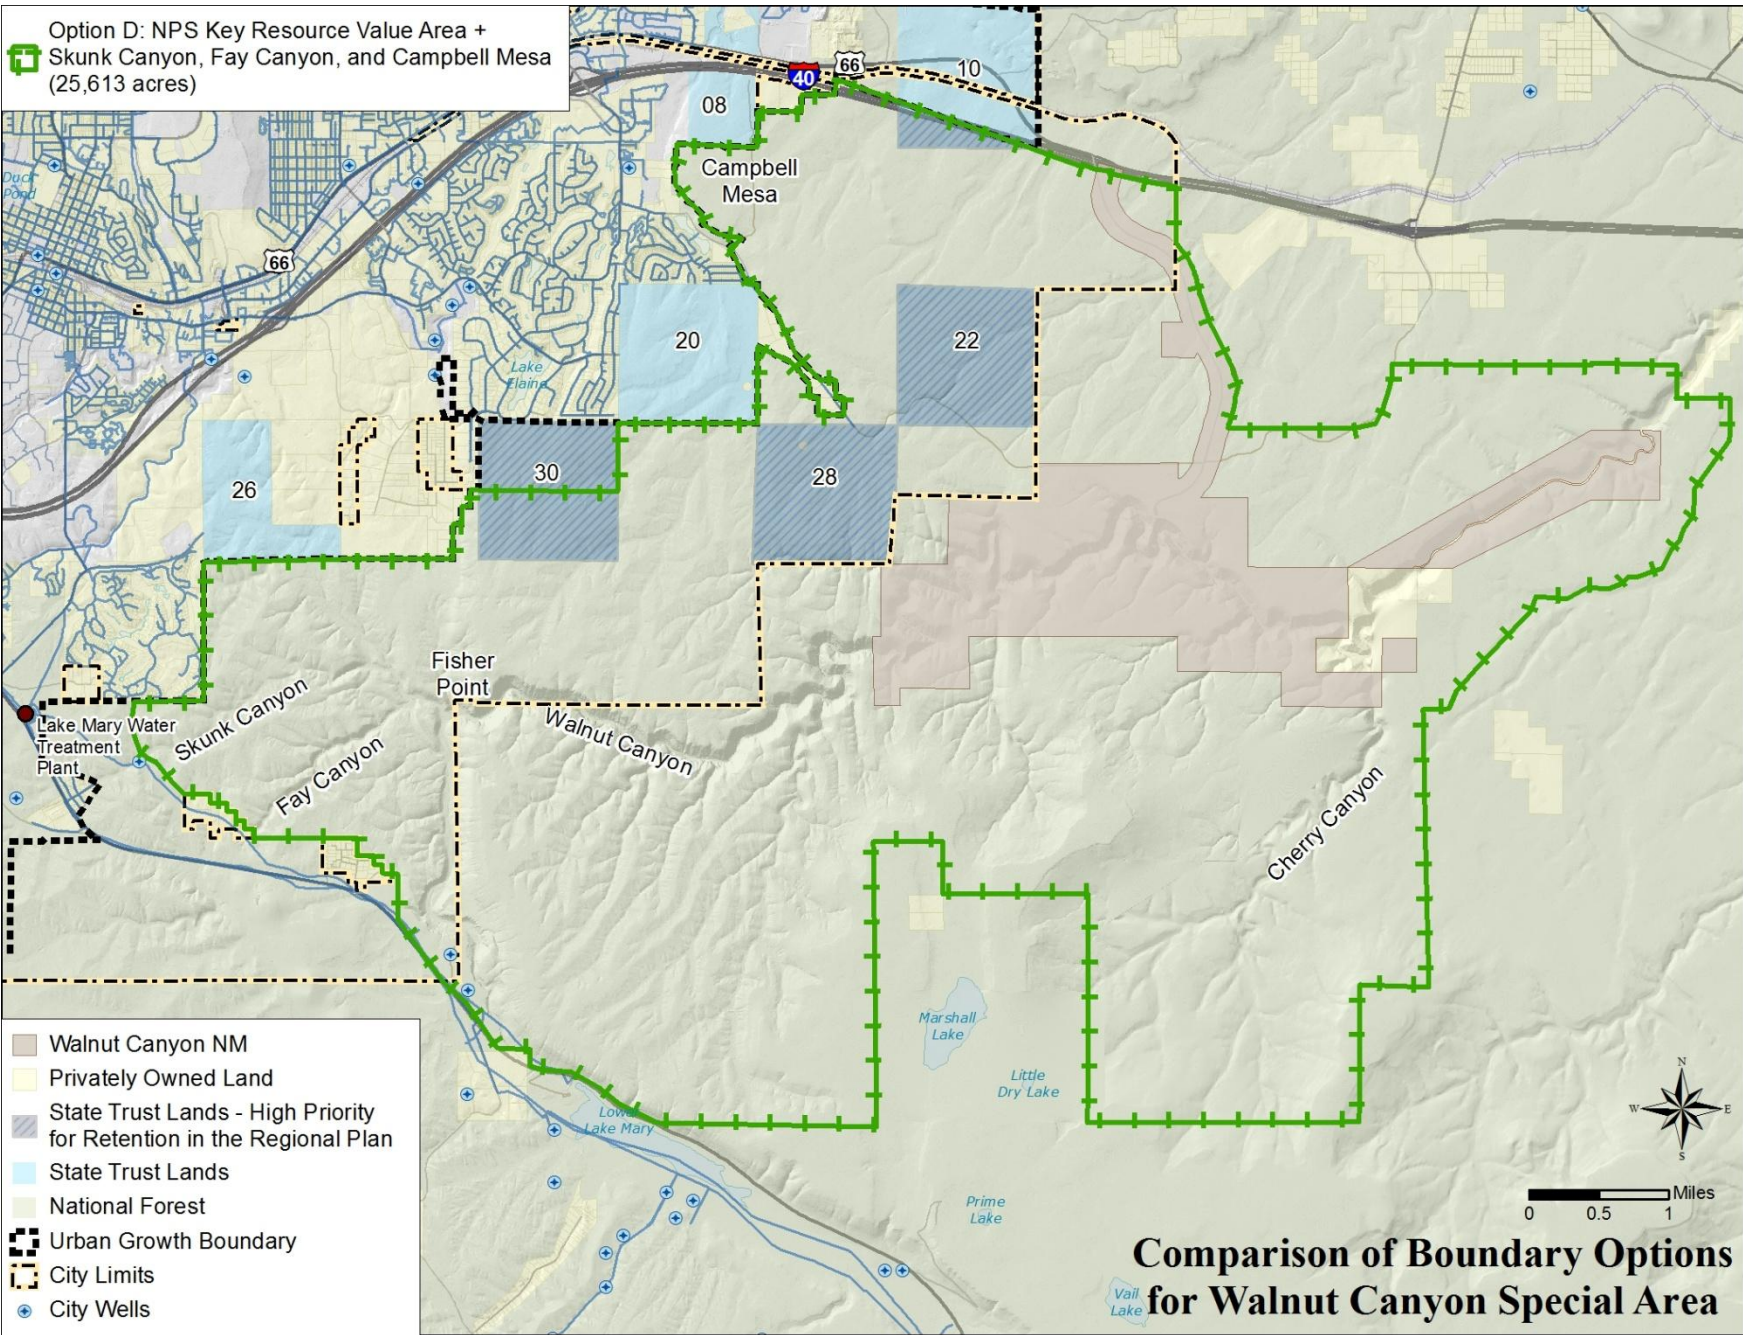 Option D: NPS Key Resource Value Area +
Skunk Canyon, Fay Canyon, and Campbell Mesa
(25,613 acres)
40
66
10
08
Campbell
Mesa
Duck
Pond
66
20
22
Lake
Elaine
30
28
26
Fisher
Point
Skunk Canyon
Walnut Canyon
Lake Mary Water
Treatment
Plant
Fay Canyon
Cherry Canyon
Marshall
Lake
Little
Dry Lake
Lower
Lake Mary
Prime
Lake
Vail
Lake
Walnut Canyon NM
Privately Owned Land
State Trust Lands - High Priority
for Retention in the Regional Plan
State Trust Lands
National Forest
Urban Growth Boundary
City Limits
City Wells
N
W
E
S
Miles
0 0.5 1
Comparison of Boundary Options
for Walnut Canyon Special Area